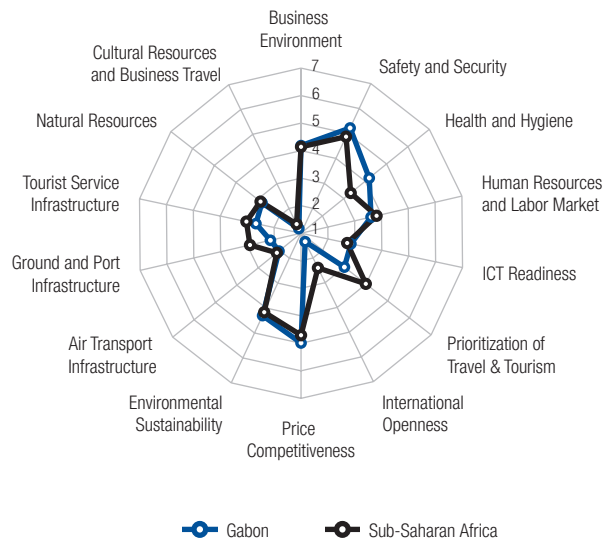 Business
Environment
Safety and Security
Health and Hygiene
Human Resources
and Labor Market
ICT Readiness
Prioritization of
Travel & Tourism
International
Openness
Price
Competitiveness
Environmental
Sustainability
Air Transport
Infrastructure
Ground and Port
Infrastructure
Tourist Service
Infrastructure
Natural Resources
Cultural Resources
and Business Travel
7
6
5
4
3
2
1
Gabon
Sub-Saharan Africa